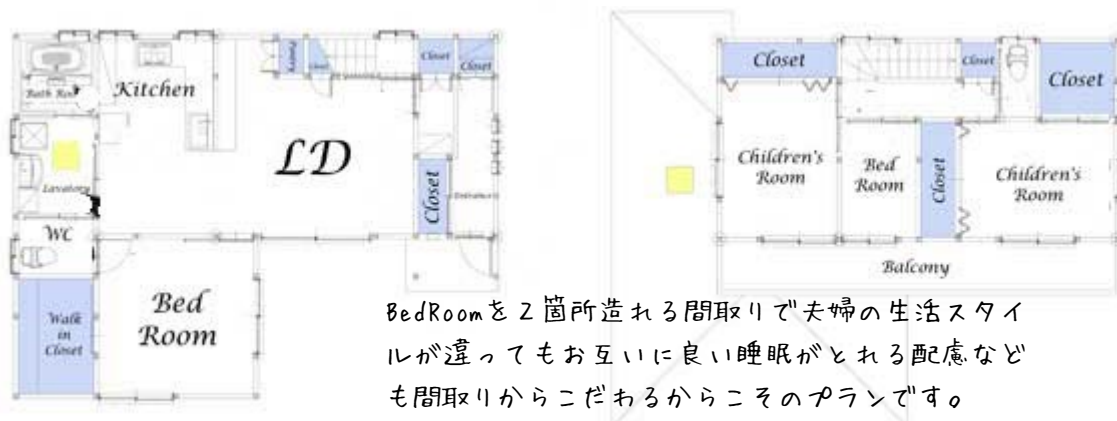 Bath Roo
Kitchen
Pantry
Closet
Closet
Closet
LD
Lavatory
Closet
Entrance
WC
Walk
in
Closet
Bed
Room
Closet
Closet
Closet
Children's
Room
Bed
Room
Closet
Children's
Room
Balcony
BedRoomを2箇所造れる間取りで夫婦の生活スタイ
ルが違ってもお互いに良い睡眠がとれる配慮など
も間取りからこだわるからこそのプランです。